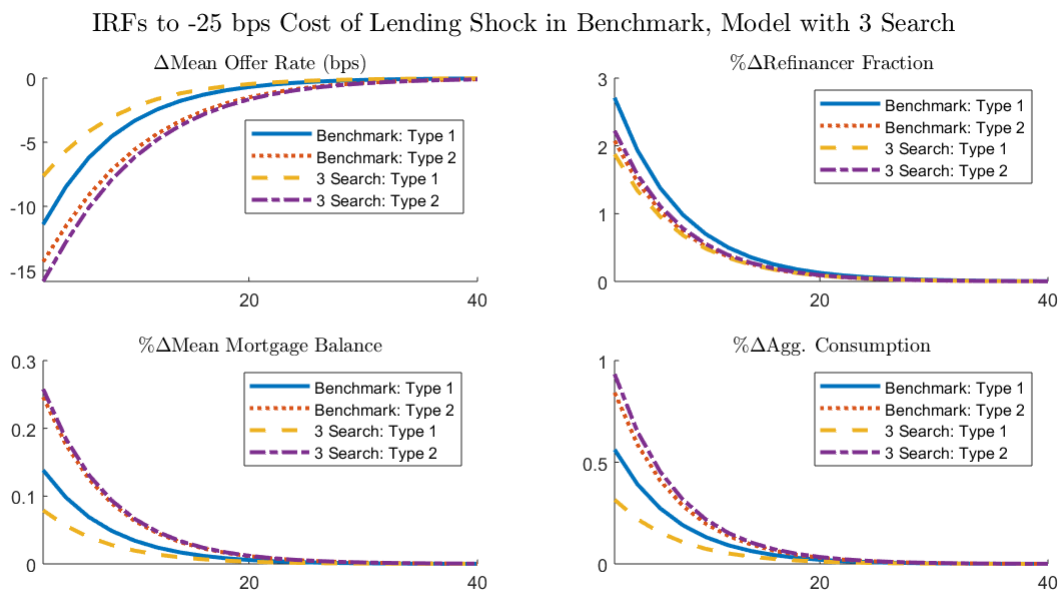 IRFs to -25 bps Cost of Lending Shock in Benchmark, Model with 3 Search
ΔMean Offer Rate (bps)
0
-5
-10
-15
20
40
Benchmark: Type 1
Benchmark: Type 2
3 Search: Type 1
3 Search: Type 2
%ΔRefinancer Fraction
3
2
1
0
20
40
Benchmark: Type 1
Benchmark: Type 2
3 Search: Type 1
3 Search: Type 2
%ΔMean Mortgage Balance
0.3
0.2
0.1
0
20
40
Benchmark: Type 1
Benchmark: Type 2
3 Search: Type 1
3 Search: Type 2
%ΔAgg. Consumption
1
0.5
0
20
40
Benchmark: Type 1
Benchmark: Type 2
3 Search: Type 1
3 Search: Type 2